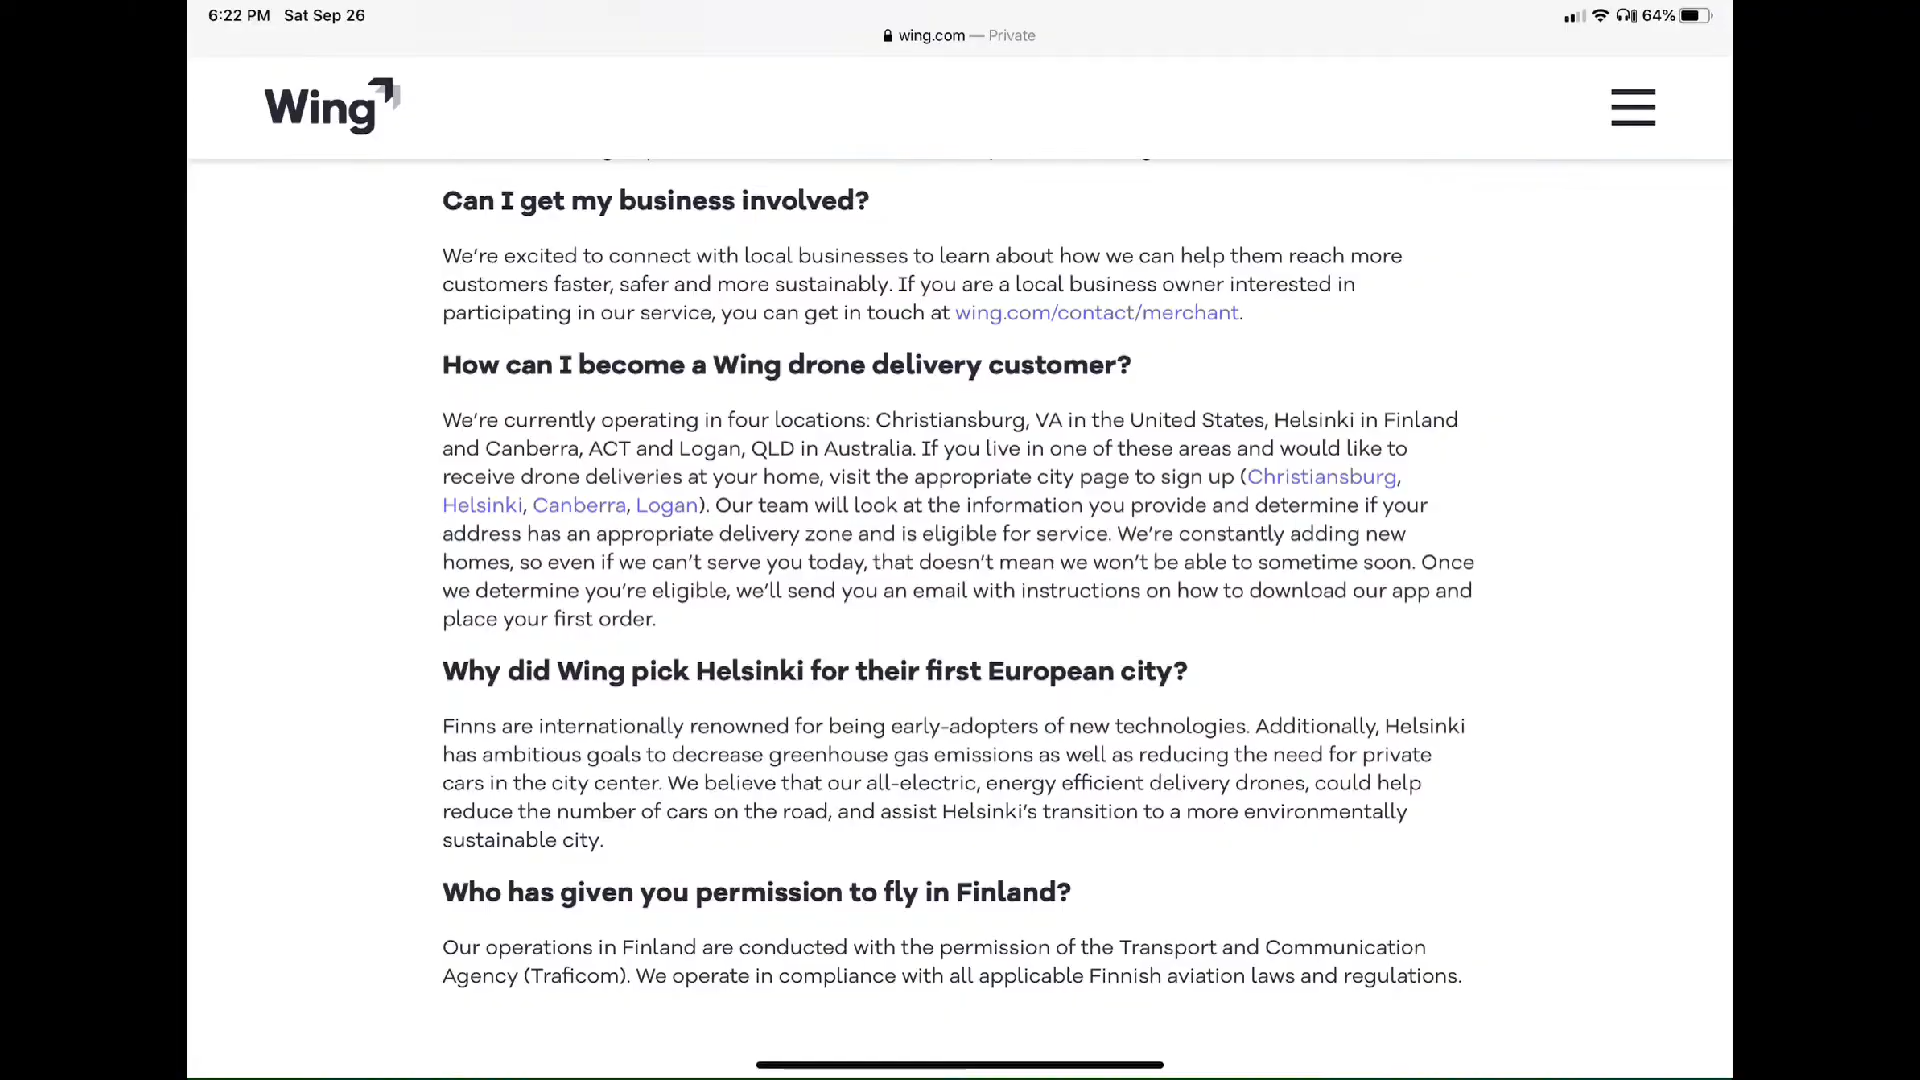 6:22 PM Sat Sep 26
64%
wing.com — Private
Wing
Can I get my business involved?
We're excited to connect with local businesses to learn about how we can help them reach more
customers faster, safer and more sustainably. If you are a local business owner interested in
participating in our service, you can get in touch at wing.com/contact/merchant.
How can I become a Wing drone delivery customer?
We're currently operating in four locations: Christiansburg, VA in the United States, Helsinki in Finland
and Canberra, ACT and Logan, QLD in Australia. If you live in one of these areas and would like to
receive drone deliveries at your home, visit the appropriate city page to sign up (Christiansburg,
Helsinki, Canberra, Logan). Our team will look at the information you provide and determine if your
address has an appropriate delivery zone and is eligible for service. We're constantly adding new
homes, so even if we can't serve you today, that doesn't mean we won't be able to sometime soon. Once
we determine you're eligible, we'll send you an email with instructions on how to download our app and
place your first order.
Why did Wing pick Helsinki for their first European city?
Finns are internationally renowned for being early-adopters of new technologies. Additionally, Helsinki
has ambitious goals to decrease greenhouse gas emissions as well as reducing the need for private
cars in the city center. We believe that our all-electric, energy efficient delivery drones, could help
reduce the number of cars on the road, and assist Helsinki's transition to a more environmentally
sustainable city.
Who has given you permission to fly in Finland?
Our operations in Finland are conducted with the permission of the Transport and Communication
Agency (Traficom). We operate in compliance with all applicable Finnish aviation laws and regulations.